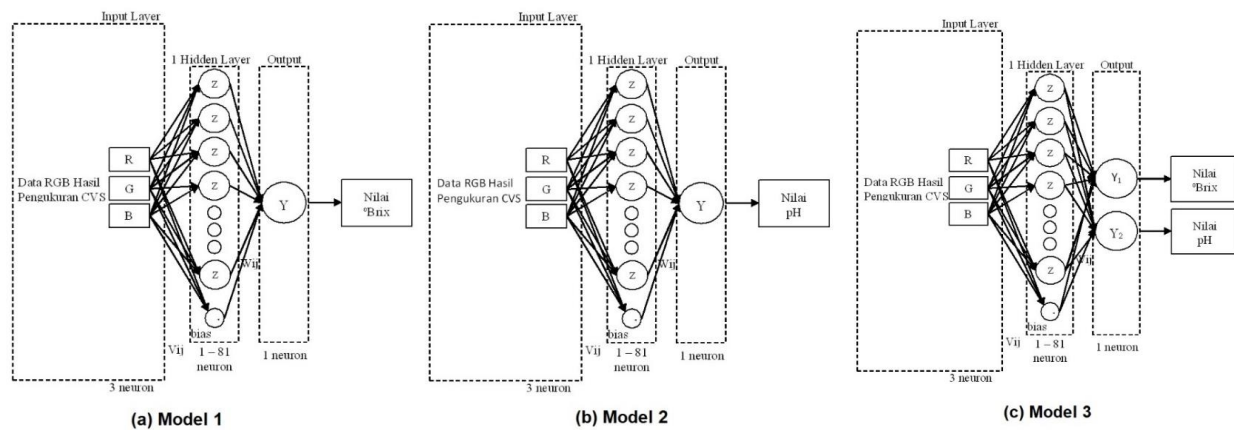 Input Layer
1 Hidden Layer
Output
Z
Z
Z
Z
Z
R
G
B
Data RGB Hasil
Pengukuran CVS
Y
Nilai
ºBrix
Wij
bias
Vij
1 – 81
neuron
1 neuron
3 neuron
(a) Model 1
Input Layer
1 Hidden Layer
Output
Z
Z
Z
Z
Z
R
G
B
Data RGB Hasil
Pengukuran CVS
Y
Nilai
pH
Wij
bias
Vij
1 – 81
neuron
1 neuron
3 neuron
(b) Model 2
Input Layer
1 Hidden Layer
Output
Z
Z
Z
Z
Z
R
G
B
Data RGB Hasil
Pengukuran CVS
Y1
Y2
Nilai
ºBrix
Nilai
pH
Wij
bias
Vij
1 – 81
neuron
1 neuron
3 neuron
(c) Model 3